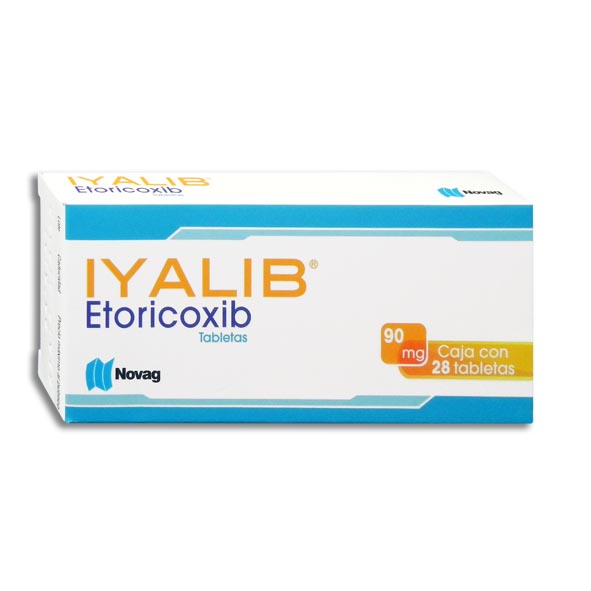 IYALIB®
Etoricoxib
Novag
IYALIB®
Etoricoxib
Tabletas
Novag
90 mg
Caja con
28 tabletas